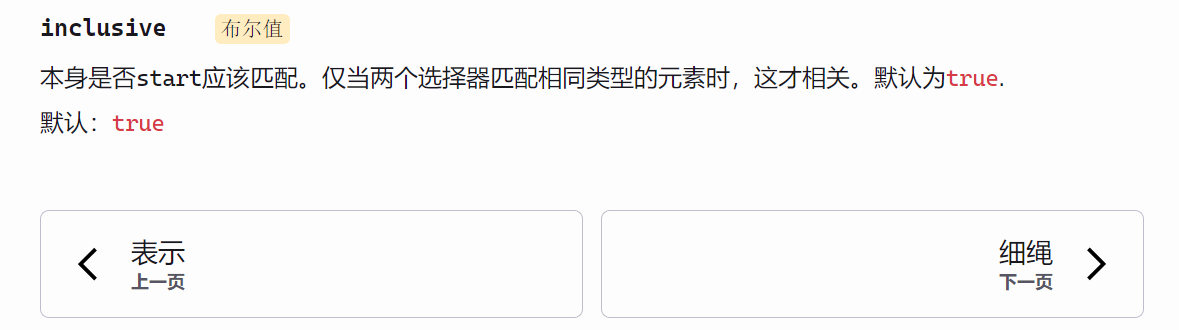 inclusive 布尔值
本身是否start应该匹配。仅当两个选择器匹配相同类型的元素时，这才相关。默认为true.
默认：true
表示
上一页
细绳
下一页